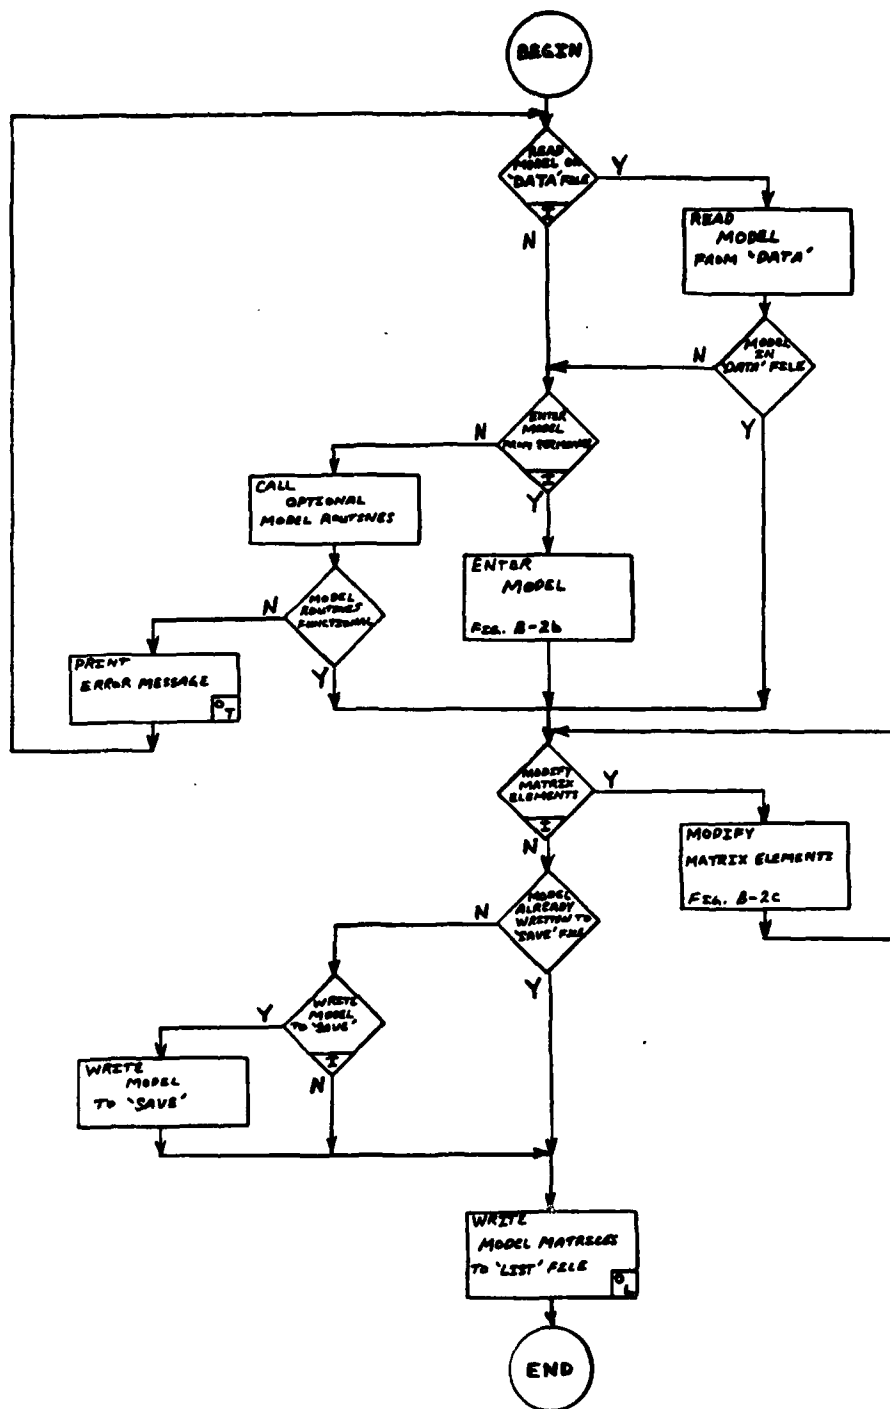 BEGIN
READ
MODEL ON
'DATA' FILE
I
Y
N
READ
MODEL
FROM 'DATA'
MODEL
IN
'DATA' FILE
N
Y
ENTER
MODEL
FROM TERMINAL
I
N
Y
CALL
OPTIONAL
MODEL ROUTINES
ENTER
MODEL
FIG. B-2b
MODEL
ROUTINES
FUNCTIONAL
N
Y
PRINT
ERROR MESSAGE
O T
MODIFY
MATRIX
ELEMENTS
I
Y
N
MODIFY
MATRIX ELEMENTS
FIG. B-2c
MODEL
ALREADY
WRITTEN TO
'SAVE' FILE
N
Y
WRITE
MODEL
TO 'SAVE'
I
Y
N
WRITE
MODEL
TO 'SAVE'
WRITE
MODEL MATRICES
TO 'LIST' FILE
O L
END